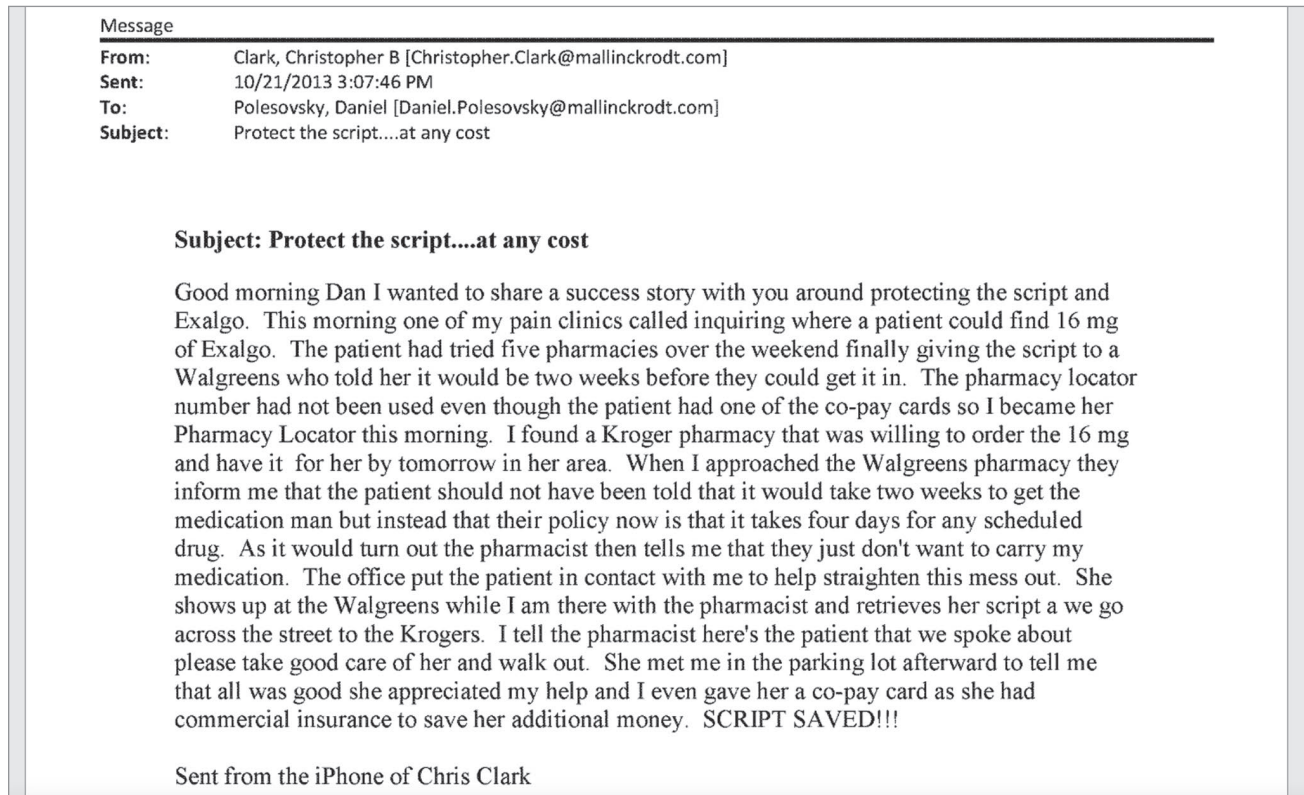 Message
From: Clark, Christopher B [Christopher.Clark@mallinckrodt.com]
Sent: 10/21/2013 3:07:46 PM
To: Polesovsky, Daniel [Daniel.Polesovsky@mallinckrodt.com]
Subject: Protect the script....at any cost
Subject: Protect the script....at any cost
Good morning Dan I wanted to share a success story with you around protecting the script and
Exalgo. This morning one of my pain clinics called inquiring where a patient could find 16 mg
of Exalgo. The patient had tried five pharmacies over the weekend finally giving the script to a
Walgreens who told her it would be two weeks before they could get it in. The pharmacy locator
number had not been used even though the patient had one of the co-pay cards so I became her
Pharmacy Locator this morning. I found a Kroger pharmacy that was willing to order the 16 mg
and have it for her by tomorrow in her area. When I approached the Walgreens pharmacy they
inform me that the patient should not have been told that it would take two weeks to get the
medication man but instead that their policy now is that it takes four days for any scheduled
drug. As it would turn out the pharmacist then tells me that they just don't want to carry my
medication. The office put the patient in contact with me to help straighten this mess out. She
shows up at the Walgreens while I am there with the pharmacist and retrieves her script a we go
across the street to the Krogers. I tell the pharmacist here's the patient that we spoke about
please take good care of her and walk out. She met me in the parking lot afterward to tell me
that all was good she appreciated my help and I even gave her a co-pay card as she had
commercial insurance to save her additional money. SCRIPT SAVED!!!
Sent from the iPhone of Chris Clark